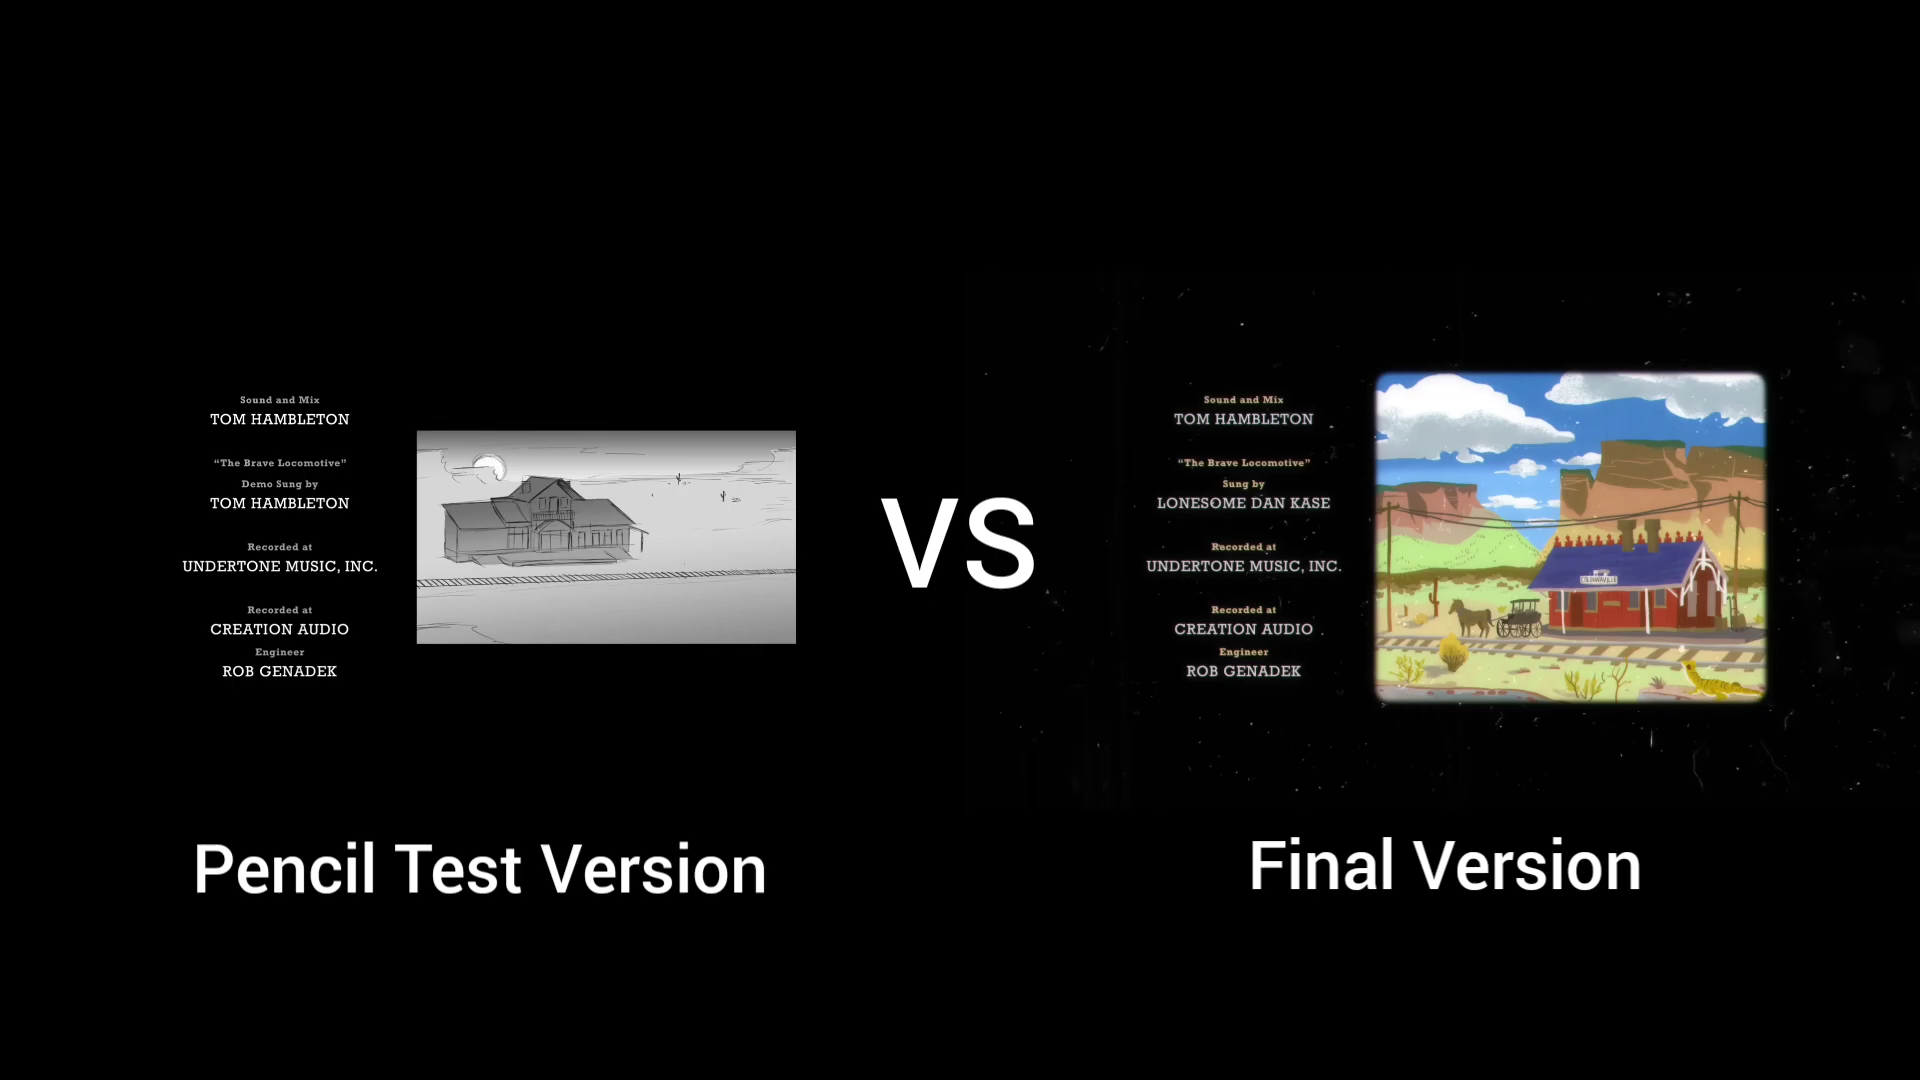 Sound and Mix
TOM HAMBLETON
“The Brave Locomotive”
Demo Sung by
TOM HAMBLETON
Recorded at
UNDERTONE MUSIC, INC.
Recorded at
CREATION AUDIO
Engineer
ROB GENADEK
Pencil Test Version
VS
Sound and Mix
TOM HAMBLETON
“The Brave Locomotive”
Sung by
LONESOME DAN KASE
Recorded at
UNDERTONE MUSIC, INC.
Recorded at
CREATION AUDIO
Engineer
ROB GENADEK
Final Version